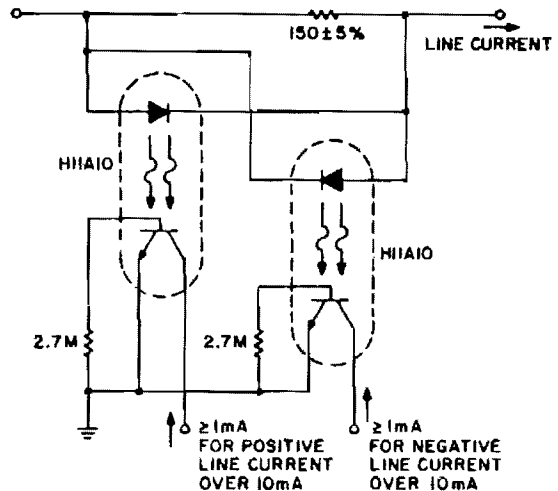 150±5%
LINE CURRENT
H11A10
H11A10
2.7M
2.7M
≥1mA
FOR POSITIVE
LINE CURRENT
OVER 10mA
≥1mA
FOR NEGATIVE
LINE CURRENT
OVER 10mA